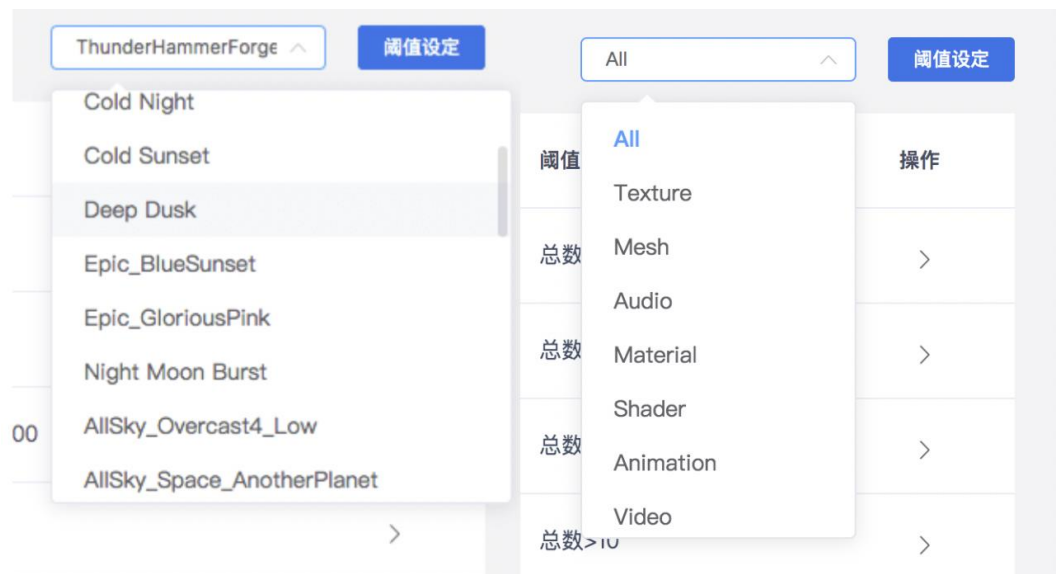 ThunderHammerForge
阈值设定
Cold Night
Cold Sunset
Deep Dusk
Epic_BlueSunset
Epic_GloriousPink
Night Moon Burst
AllSky_Overcast4_Low
AllSky_Space_AnotherPlanet
00
All
阈值设定
阈值
操作
All
Texture
Mesh
Audio
Material
Shader
Animation
Video
总数
总数
总数
总数>10